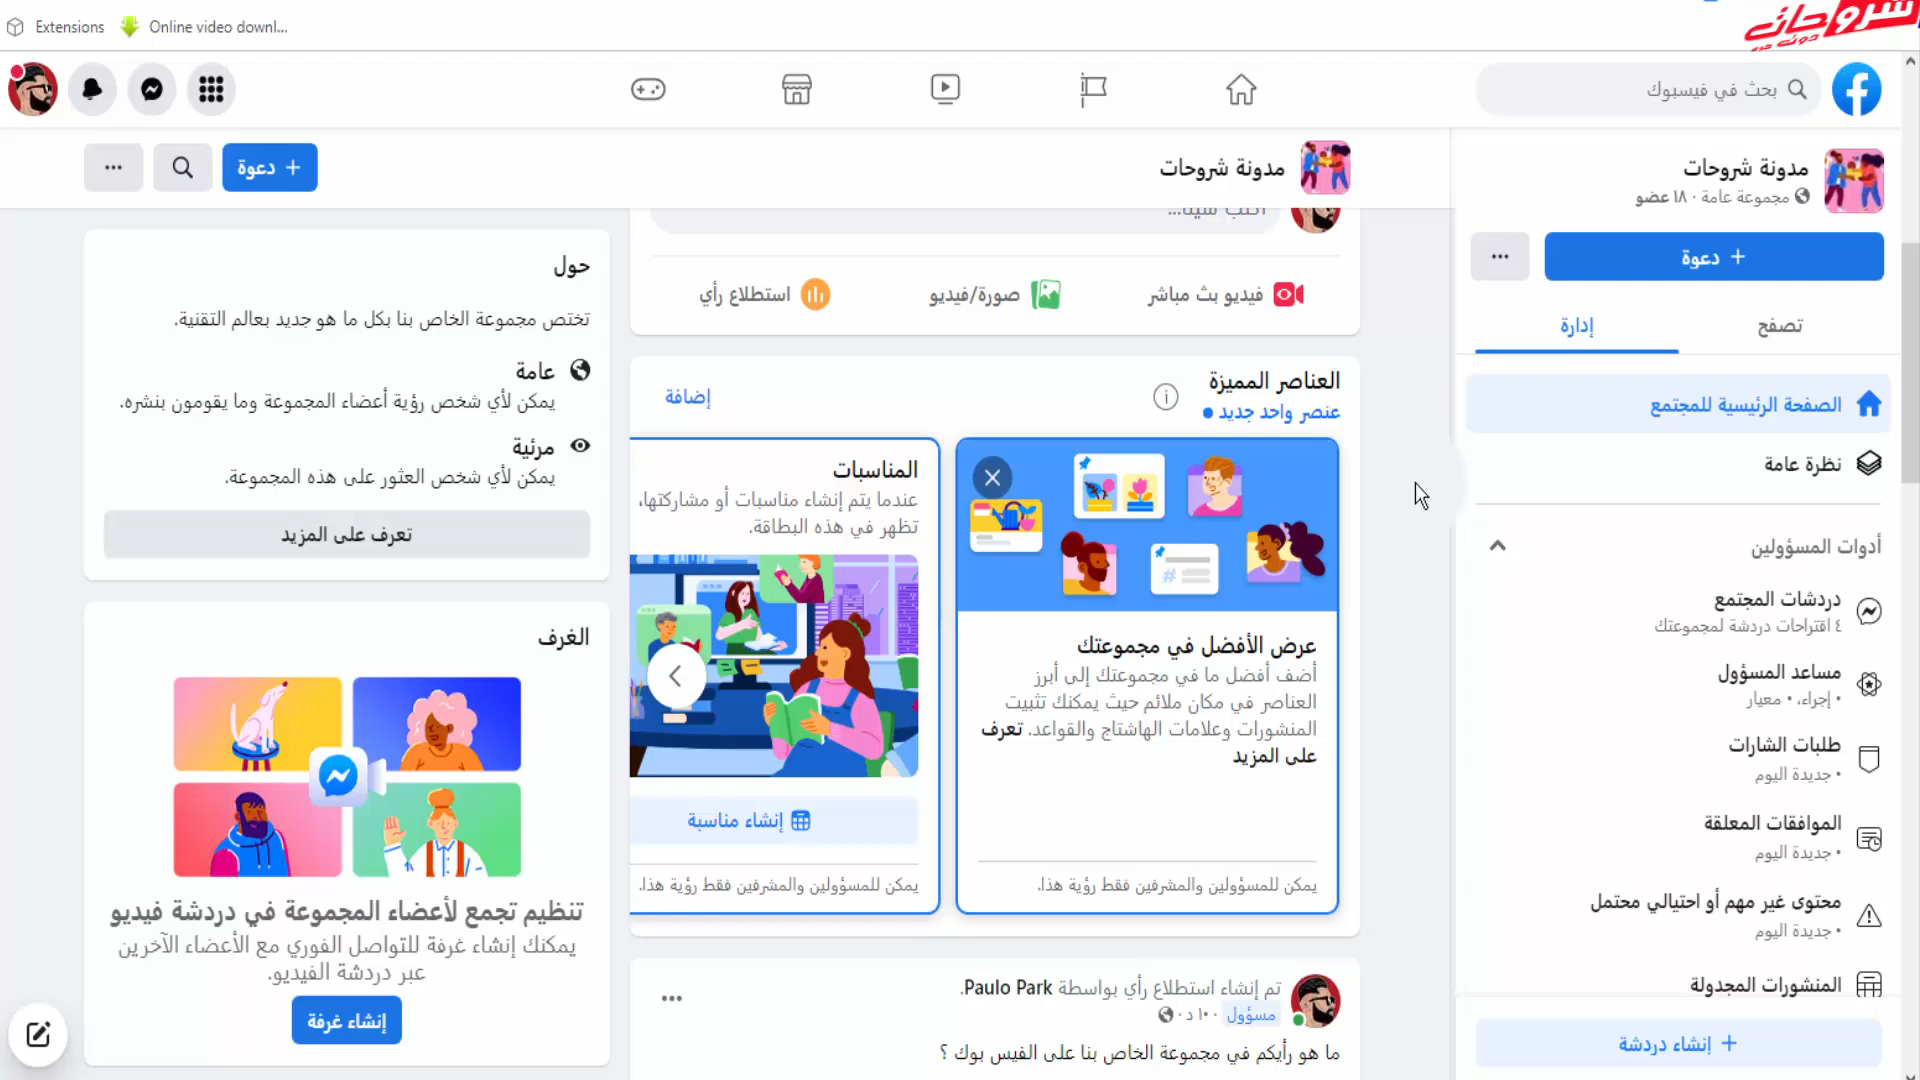 Extensions
Online video downl...
شروحات
بحث في فيسبوك
مدونة شروحات
مجموعة عامة · ١٨ عضو
+ دعوة
تصفح
إدارة
الصفحة الرئيسية للمجتمع
نظرة عامة
أدوات المسؤولين
دردشات المجتمع
٤ اقتراحات دردشة لمجموعتك
مساعد المسؤول
• إجراء، • معيار
طلبات الشارات
• جديدة اليوم
الموافقات المعلقة
• جديدة اليوم
محتوى غير مهم أو احتيالي محتمل
• جديدة اليوم
المنشورات المجدولة
+ إنشاء دردشة
مدونة شروحات
+ دعوة
اكتب شيئًا...
فيديو بث مباشر
صورة/فيديو
استطلاع رأي
العناصر المميزة
عنصر واحد جديد •
إضافة
عرض الأفضل في مجموعتك
أضف أفضل ما في مجموعتك إلى أبرز
العناصر في مكان ملائم حيث يمكنك تثبيت
المنشورات وعلامات الهاشتاج والقواعد. تعرف
على المزيد
يمكن للمسؤولين والمشرفين فقط رؤية هذا.
المناسبات
عندما يتم إنشاء مناسبات أو مشاركتها،
تظهر في هذه البطاقة.
إنشاء مناسبة
يمكن للمسؤولين والمشرفين فقط رؤية هذا.
تم إنشاء استطلاع رأي بواسطة Paulo Park.
مسؤول · ١٠ د ·
ما هو رأيكم في مجموعة الخاص بنا على الفيس بوك ؟
حول
تختص مجموعة الخاص بنا بكل ما هو جديد بعالم التقنية.
عامة
يمكن لأي شخص رؤية أعضاء المجموعة وما يقومون بنشره.
مرئية
يمكن لأي شخص العثور على هذه المجموعة.
تعرف على المزيد
الغرف
تنظيم تجمع لأعضاء المجموعة في دردشة فيديو
يمكنك إنشاء غرفة للتواصل الفوري مع الأعضاء الآخرين
عبر دردشة الفيديو.
إنشاء غرفة